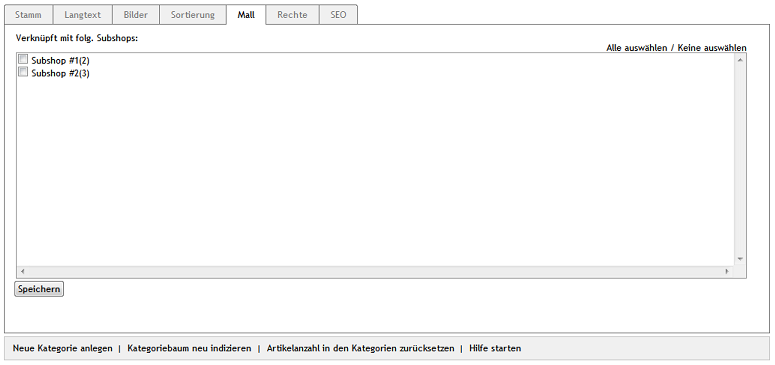 Stamm Langtext Bilder Sortierung Mall Rechte SEO
Verknüpft mit folg. Subshops:
Alle auswählen / Keine auswählen
Subshop #1(2)
Subshop #2(3)
Speichern
Neue Kategorie anlegen | Kategoriebaum neu indizieren | Artikelanzahl in den Kategorien zurücksetzen | Hilfe starten